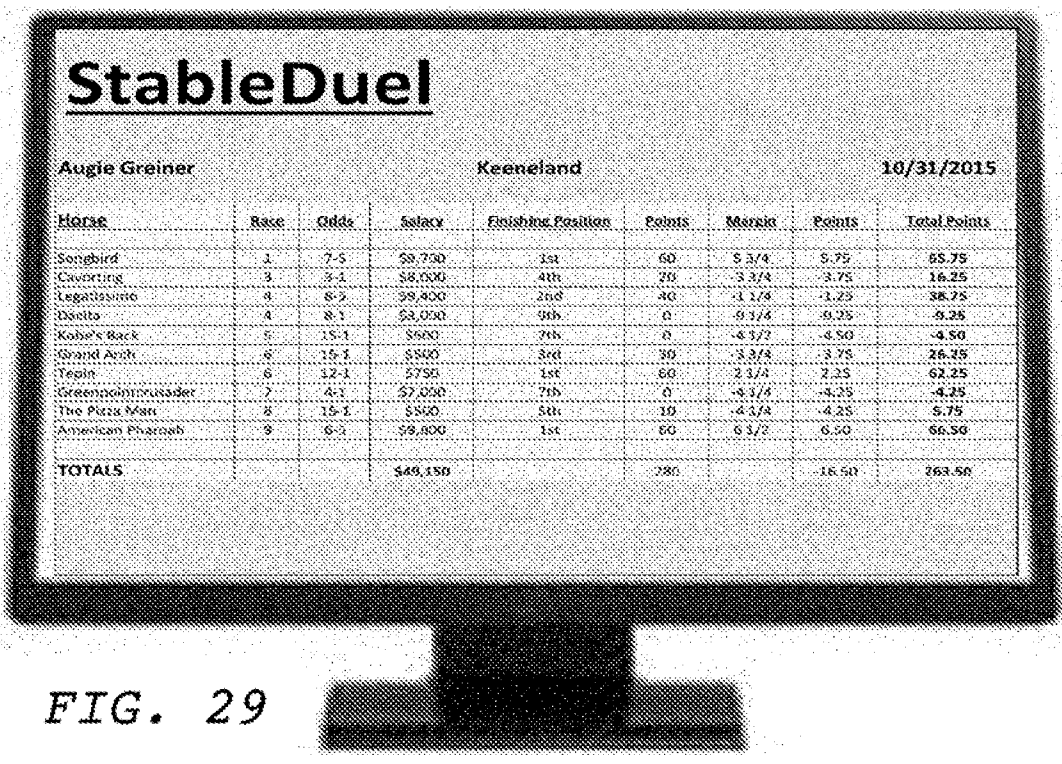 StableDuel
Augie Greiner Keeneland 10/31/2015
Horse Race Odds Salary Finishing Position Points Margin Points Total Points
Songbird 1 7-5 $9,700 1st 60 5 3/4 5.75 65.75
Cavorting 3 3-1 $8,000 4th 20 -3 3/4 -3.75 16.25
Legatissimo 4 8-5 $9,400 2nd 40 -1 1/4 -1.25 38.75
Dacita 4 8-1 $3,000 9th 0 -9 1/4 -9.25 -9.25
Kobe's Back 5 15-1 $500 7th 0 -4 1/2 -4.50 -4.50
Grand Arch 6 15-1 $500 3rd 30 -3 3/4 -3.75 26.25
Tepin 6 12-1 $750 1st 60 2 1/4 2.25 62.25
Greenpointcrusader 7 4-1 $7,000 7th 0 -4 1/4 -4.25 -4.25
The Pizza Man 8 15-1 $500 5th 10 -4 1/4 -4.25 5.75
American Pharoah 9 6-5 $9,800 1st 60 6 1/2 6.50 66.50
TOTALS $49,150 280 -16.50 263.50
FIG. 29